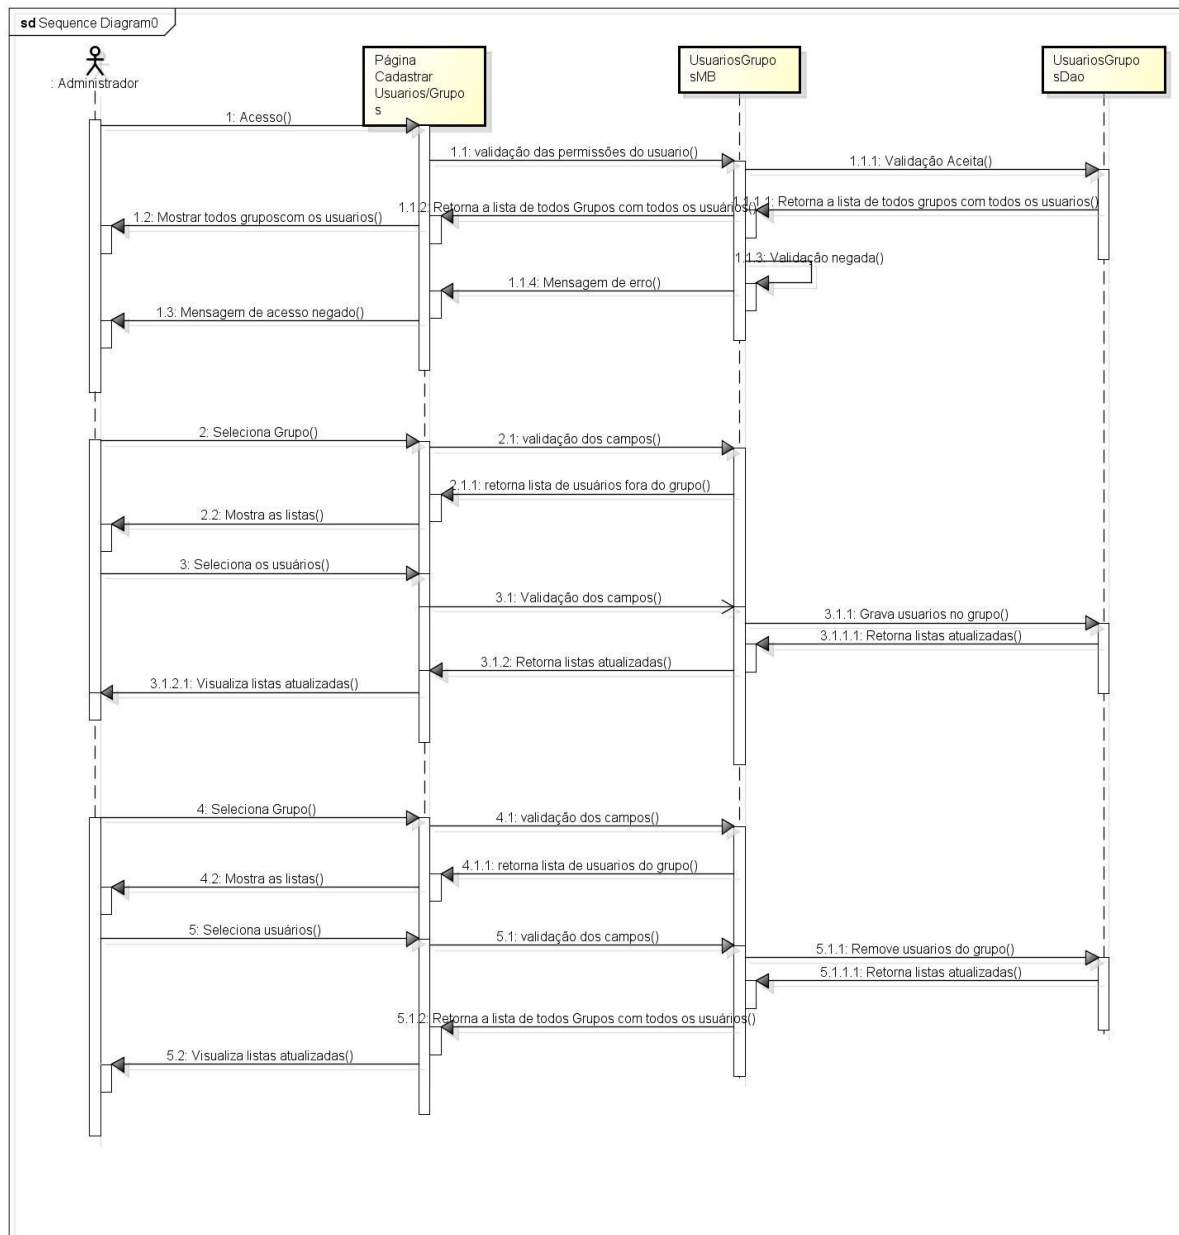 sd Sequence Diagram0
: Administrador
Página
Cadastrar
Usuarios/Grupo
s
UsuariosGrupo
sMB
UsuariosGrupo
sDao
1: Acesso()
1.1: validação das permissões do usuario()
1.1.1: Validação Aceita()
1.1.1.1: Retorna a lista de todos grupos com todos os usuarios()
1.1.2: Retorna a lista de todos Grupos com todos os usuários()
1.2: Mostrar todos gruposcom os usuarios()
1.1.3: Validação negada()
1.1.4: Mensagem de erro()
1.3: Mensagem de acesso negado()
2: Seleciona Grupo()
2.1: validação dos campos()
2.1.1: retorna lista de usuários fora do grupo()
2.2: Mostra as listas()
3: Seleciona os usuários()
3.1: Validação dos campos()
3.1.1: Grava usuarios no grupo()
3.1.1.1: Retorna listas atualizadas()
3.1.2: Retorna listas atualizadas()
3.1.2.1: Visualiza listas atualizadas()
4: Seleciona Grupo()
4.1: validação dos campos()
4.1.1: retorna lista de usuarios do grupo()
4.2: Mostra as listas()
5: Seleciona usuários()
5.1: validação dos campos()
5.1.1: Remove usuarios do grupo()
5.1.1.1: Retorna listas atualizadas()
5.1.2: Retorna a lista de todos Grupos com todos os usuários()
5.2: Visualiza listas atualizadas()